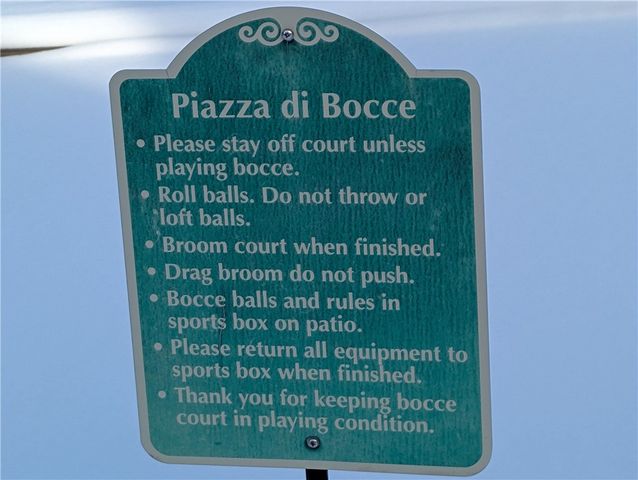 Piazza di Bocce
• Please stay off court unless
playing bocce.
• Roll balls. Do not throw or
loft balls.
• Broom court when finished.
• Drag broom do not push.
• Bocce balls and rules in
sports box on patio.
• Please return all equipment to
sports box when finished.
• Thank you for keeping bocce
court in playing condition.